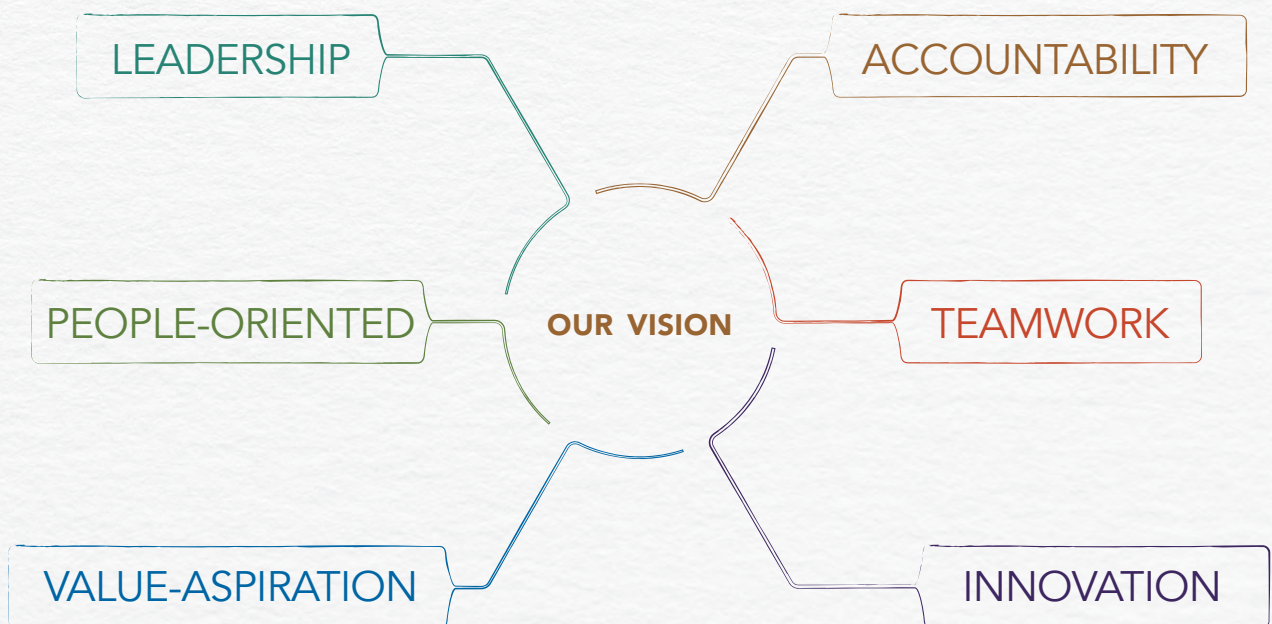 LEADERSHIP
ACCOUNTABILITY
PEOPLE-ORIENTED
OUR VISION
TEAMWORK
VALUE-ASPIRATION
INNOVATION